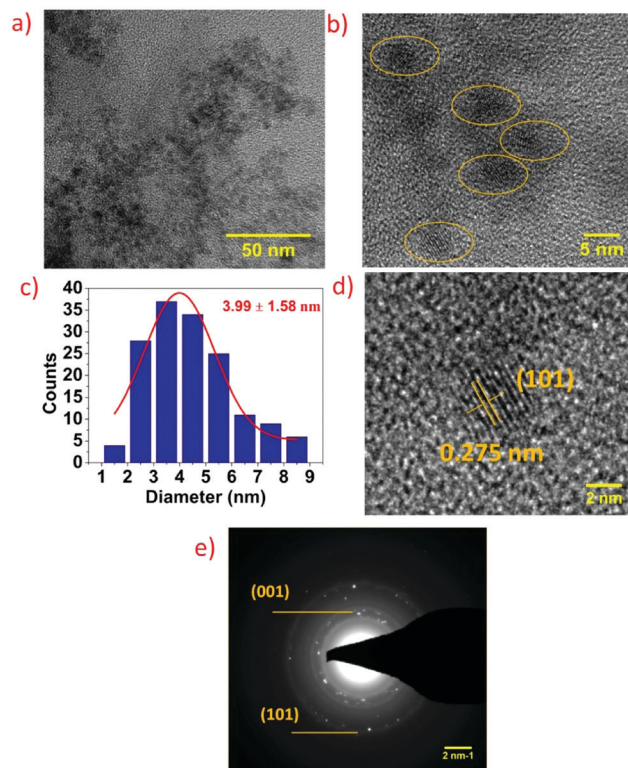 a)
50 nm
b)
5 nm
c)
3.99 ± 1.58 nm
Counts
40
35
30
25
20
15
10
5
0
1 2 3 4 5 6 7 8 9
Diameter (nm)
d)
(101)
0.275 nm
2 nm
e)
(001)
(101)
2 nm-1